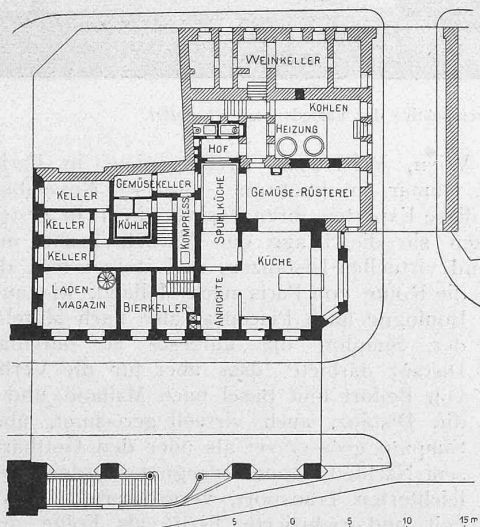 WEINKELLER
KOHLEN
HEIZUNG
HOF
GEMÜSEKELLER
KELLER
GEMÜSE-RÜSTEREI
SPÜHLKÜCHE
KOMPRESS.
KÜHLR.
KELLER
KELLER
KÜCHE
LADEN-
MAGAZIN
BIERKELLER
ANRICHTE
5 0 5 10 15 m